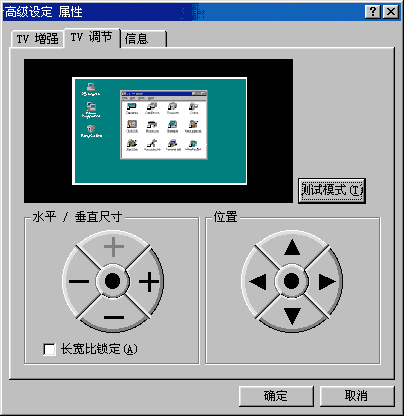 高级设定 属性
TV 增强
TV 调节
信息
测试模式(T)
水平 / 垂直尺寸
位置
长宽比锁定(A)
确定
取消